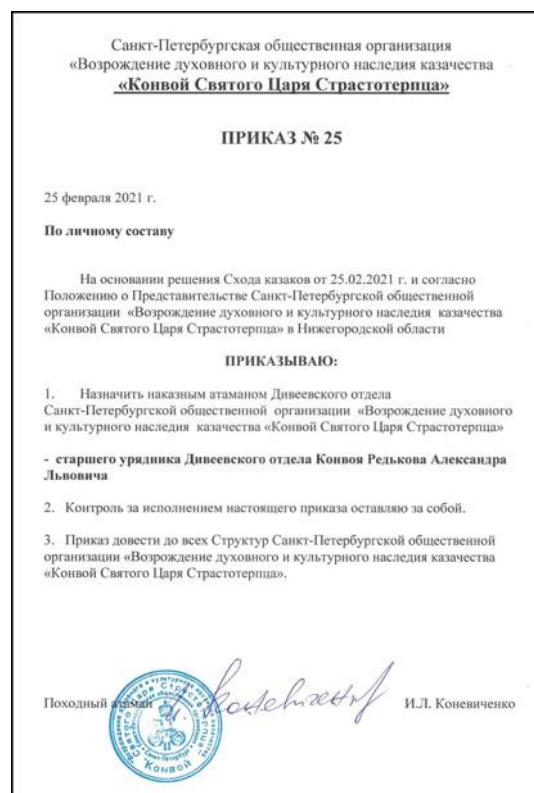 Санкт-Петербургская общественная организация
«Возрождение духовного и культурного наследия казачества
«Конвой Святого Царя Страстотерпца»
ПРИКАЗ № 25
25 февраля 2021 г.
По личному составу
На основании решения Схода казаков от 25.02.2021 г. и согласно
Положению о Представительстве Санкт-Петербургской общественной
организации «Возрождение духовного и культурного наследия казачества
«Конвой Святого Царя Страстотерпца» в Нижегородской области
ПРИКАЗЫВАЮ:
1. Назначить наказным атаманом Дивеевского отдела
Санкт-Петербургской общественной организации «Возрождение духовного
и культурного наследия казачества «Конвой Святого Царя Страстотерпца»
- старшего урядника Дивеевского отдела Конвоя Редькова Александра
Львовича
2. Контроль за исполнением настоящего приказа оставляю за собой.
3. Приказ довести до всех Структур Санкт-Петербургской общественной
организации «Возрождение духовного и культурного наследия казачества
«Конвой Святого Царя Страстотерпца».
Походный атаман И.Л. Коневиченко
Святого Царя Страстотерпца
Конвой